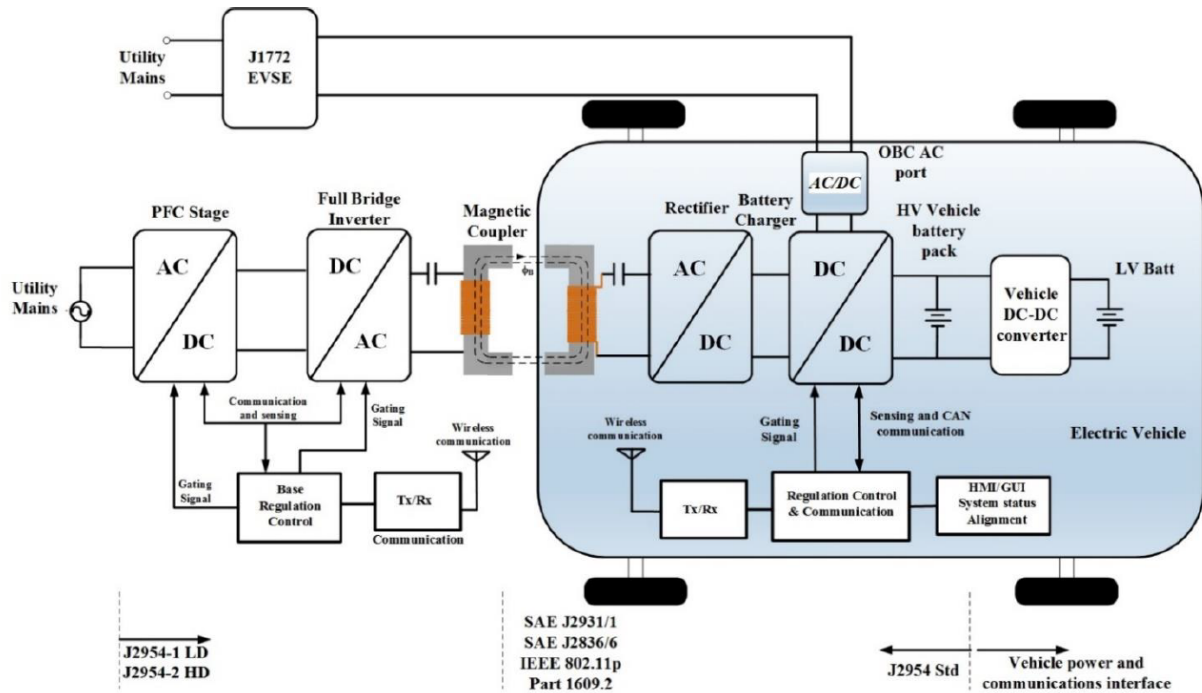 Utility
Mains
J1772
EVSE
OBC AC
port
AC/DC
PFC Stage
Full Bridge
Inverter
Magnetic
Coupler
Rectifier
Battery
Charger
HV Vehicle
battery
pack
LV Batt
Utility
Mains
AC
DC
DC
AC
AC
DC
DC
DC
Vehicle
DC-DC
converter
Communication
and sensing
Gating
Signal
Wireless
communication
Wireless
communication
Gating
Signal
Sensing and CAN
communication
Electric Vehicle
Gating
Signal
Base
Regulation
Control
Tx/Rx
Communication
Tx/Rx
Regulation Control
& Communication
HMI/GUI
System status
Alignment
J2954-1 LD
J2954-2 HD
SAE J2931/1
SAE J2836/6
IEEE 802.11p
Part 1609.2
J2954 Std
Vehicle power and
communications interface